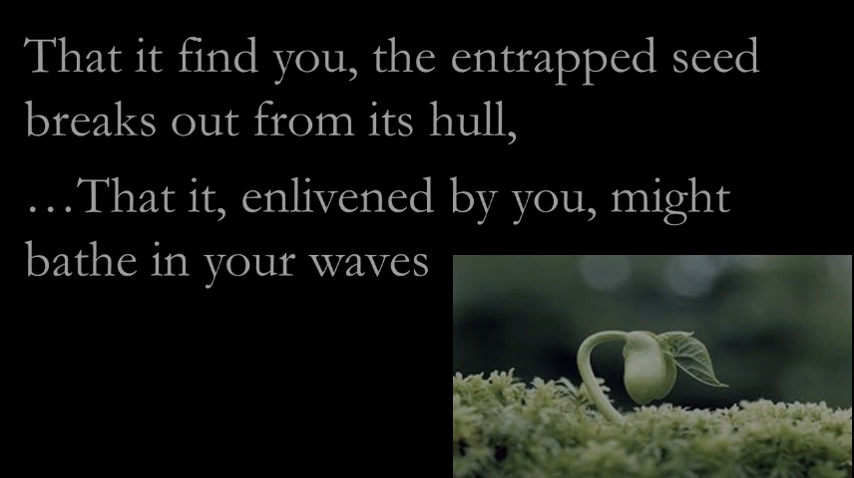 That it find you, the entrapped seed
breaks out from its hull,
…That it, enlivened by you, might
bathe in your waves